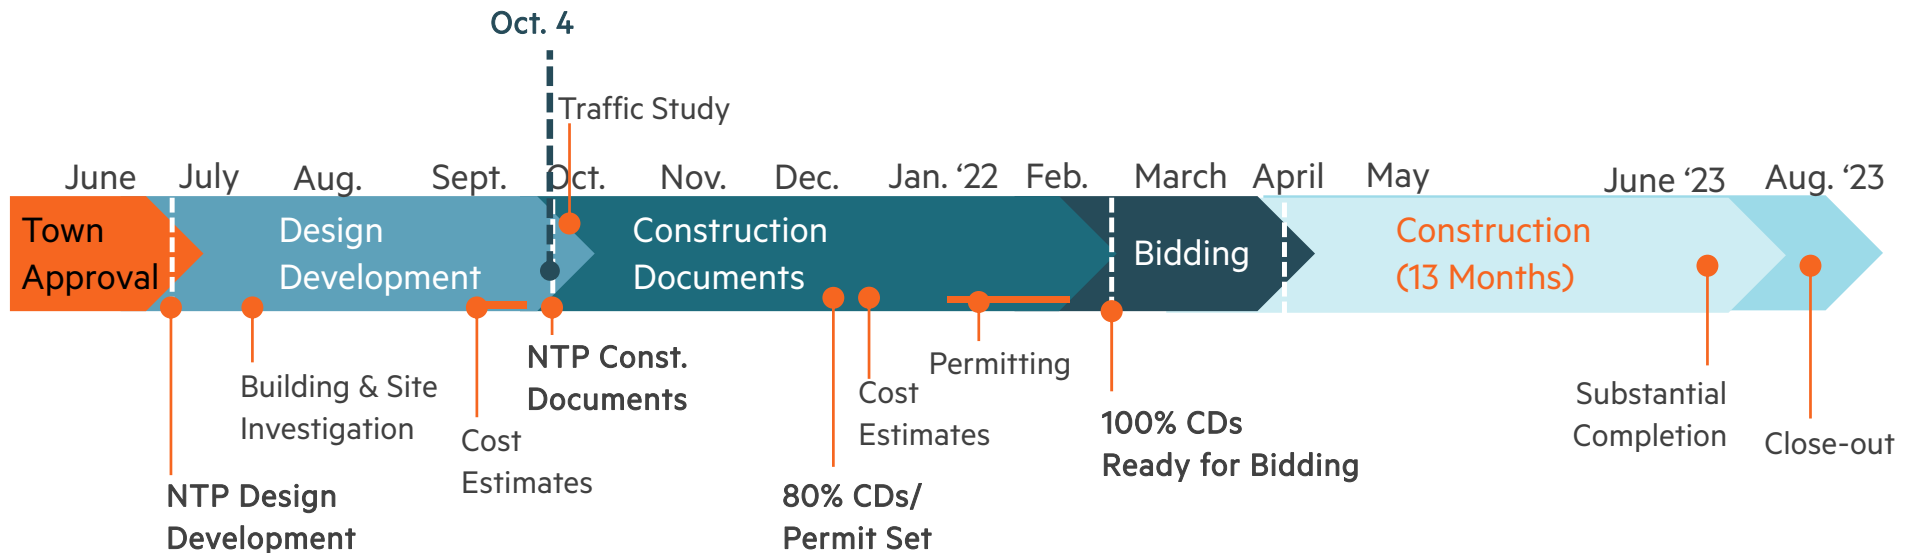 Oct. 4
Traffic Study
June July Aug. Sept. Oct. Nov. Dec. Jan. ‘22 Feb. March April May June ‘23 Aug. ‘23
Town
Approval
Design
Development
Construction
Documents
Bidding
Construction
(13 Months)
NTP Design
Development
Building & Site
Investigation
Cost
Estimates
NTP Const.
Documents
80% CDs/
Permit Set
Cost
Estimates
Permitting
100% CDs
Ready for Bidding
Substantial
Completion
Close-out